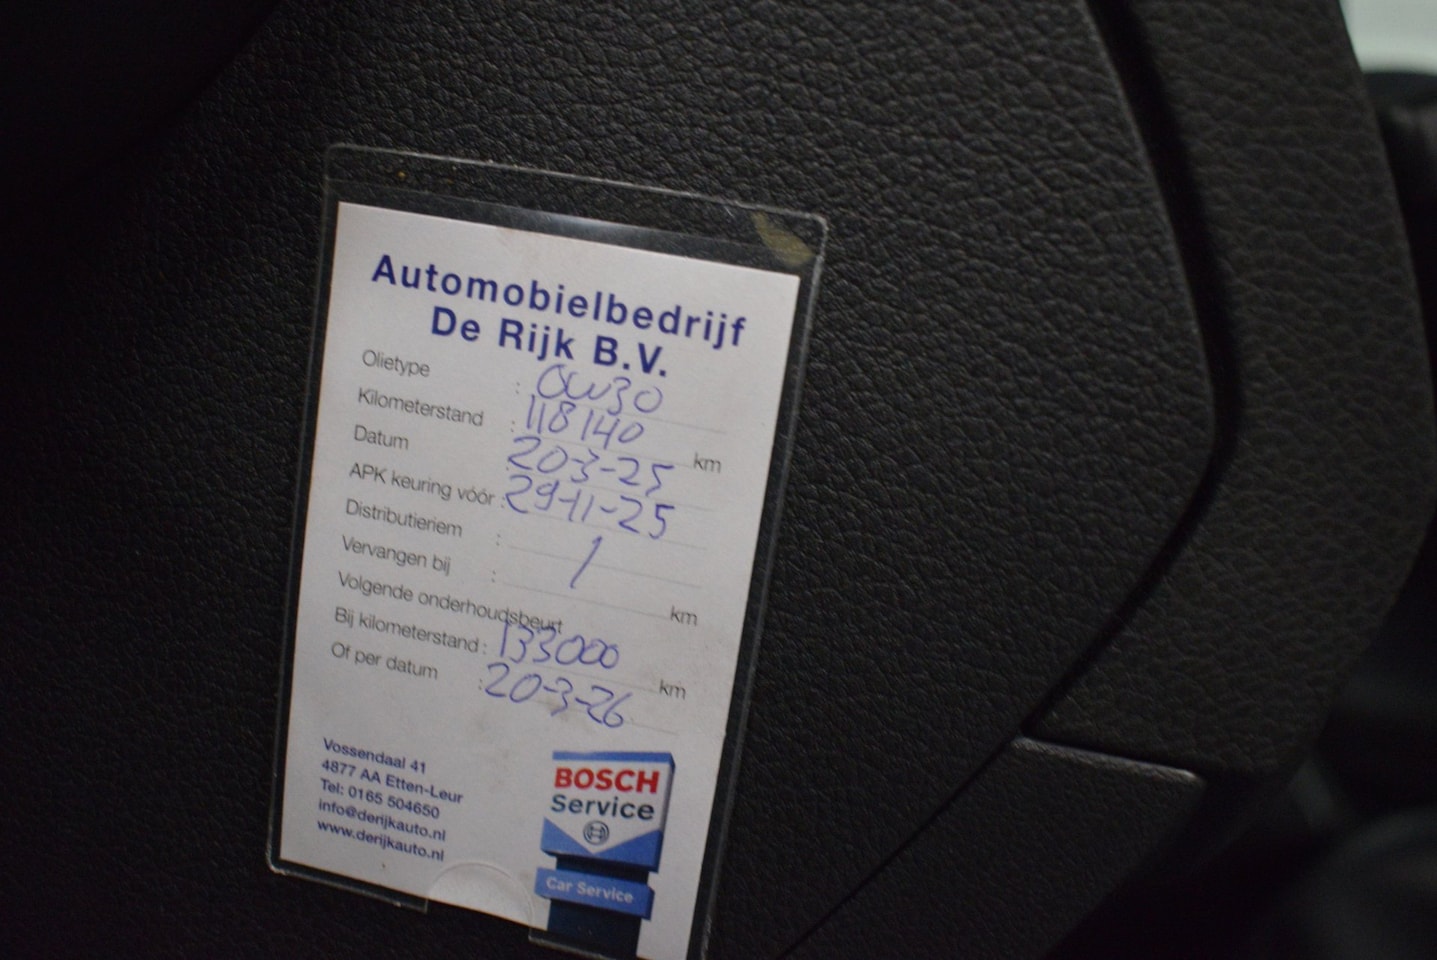 Automobielbedrijf
De Rijk B.V.
Olietype : 0W30
Kilometerstand : 118140 km
Datum : 20-3-25
APK keuring vóór : 29-11-25
Distributieriem : /
Vervangen bij : km
Volgende onderhoudsbeurt
Bij kilometerstand : 133000 km
Of per datum : 20-3-26
Vossendaal 41
4877 AA Etten-Leur
Tel: 0165 504650
info@derijkauto.nl
www.derijkauto.nl
BOSCH
Service
Car Service